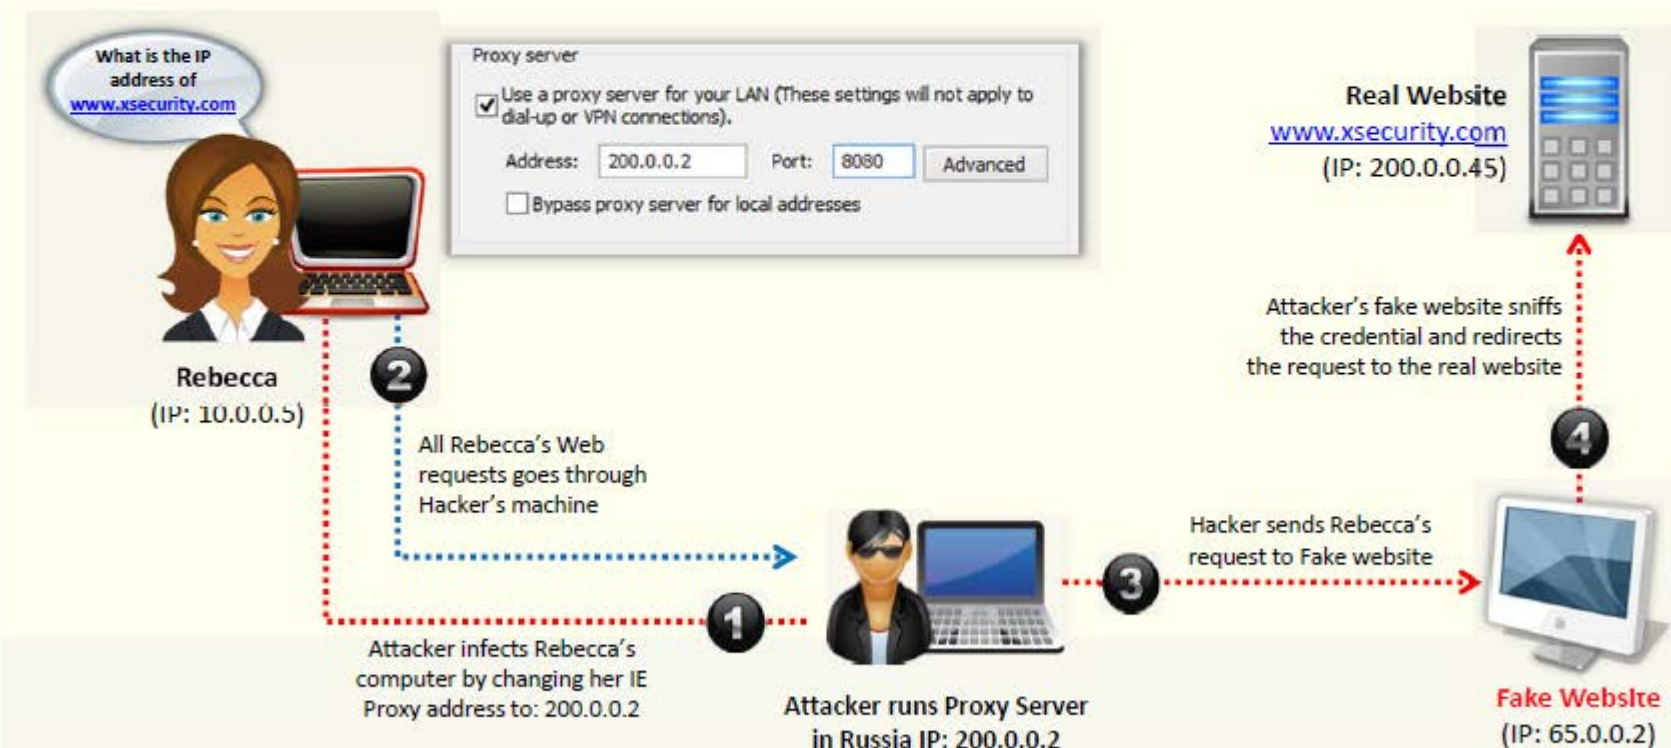 What is the IP
address of
www.xsecurity.com
Rebecca
(IP: 10.0.0.5)
Proxy server
Use a proxy server for your LAN (These settings will not apply to
dial-up or VPN connections).
Address: 200.0.0.2 Port: 8080 Advanced
Bypass proxy server for local addresses
Real Website
www.xsecurity.com
(IP: 200.0.0.45)
2
All Rebecca's Web
requests goes through
Hacker's machine
1
Attacker infects Rebecca's
computer by changing her IE
Proxy address to: 200.0.0.2
Attacker runs Proxy Server
in Russia IP: 200.0.0.2
3
Hacker sends Rebecca's
request to Fake website
Attacker's fake website sniffs
the credential and redirects
the request to the real website
4
Fake Website
(IP: 65.0.0.2)